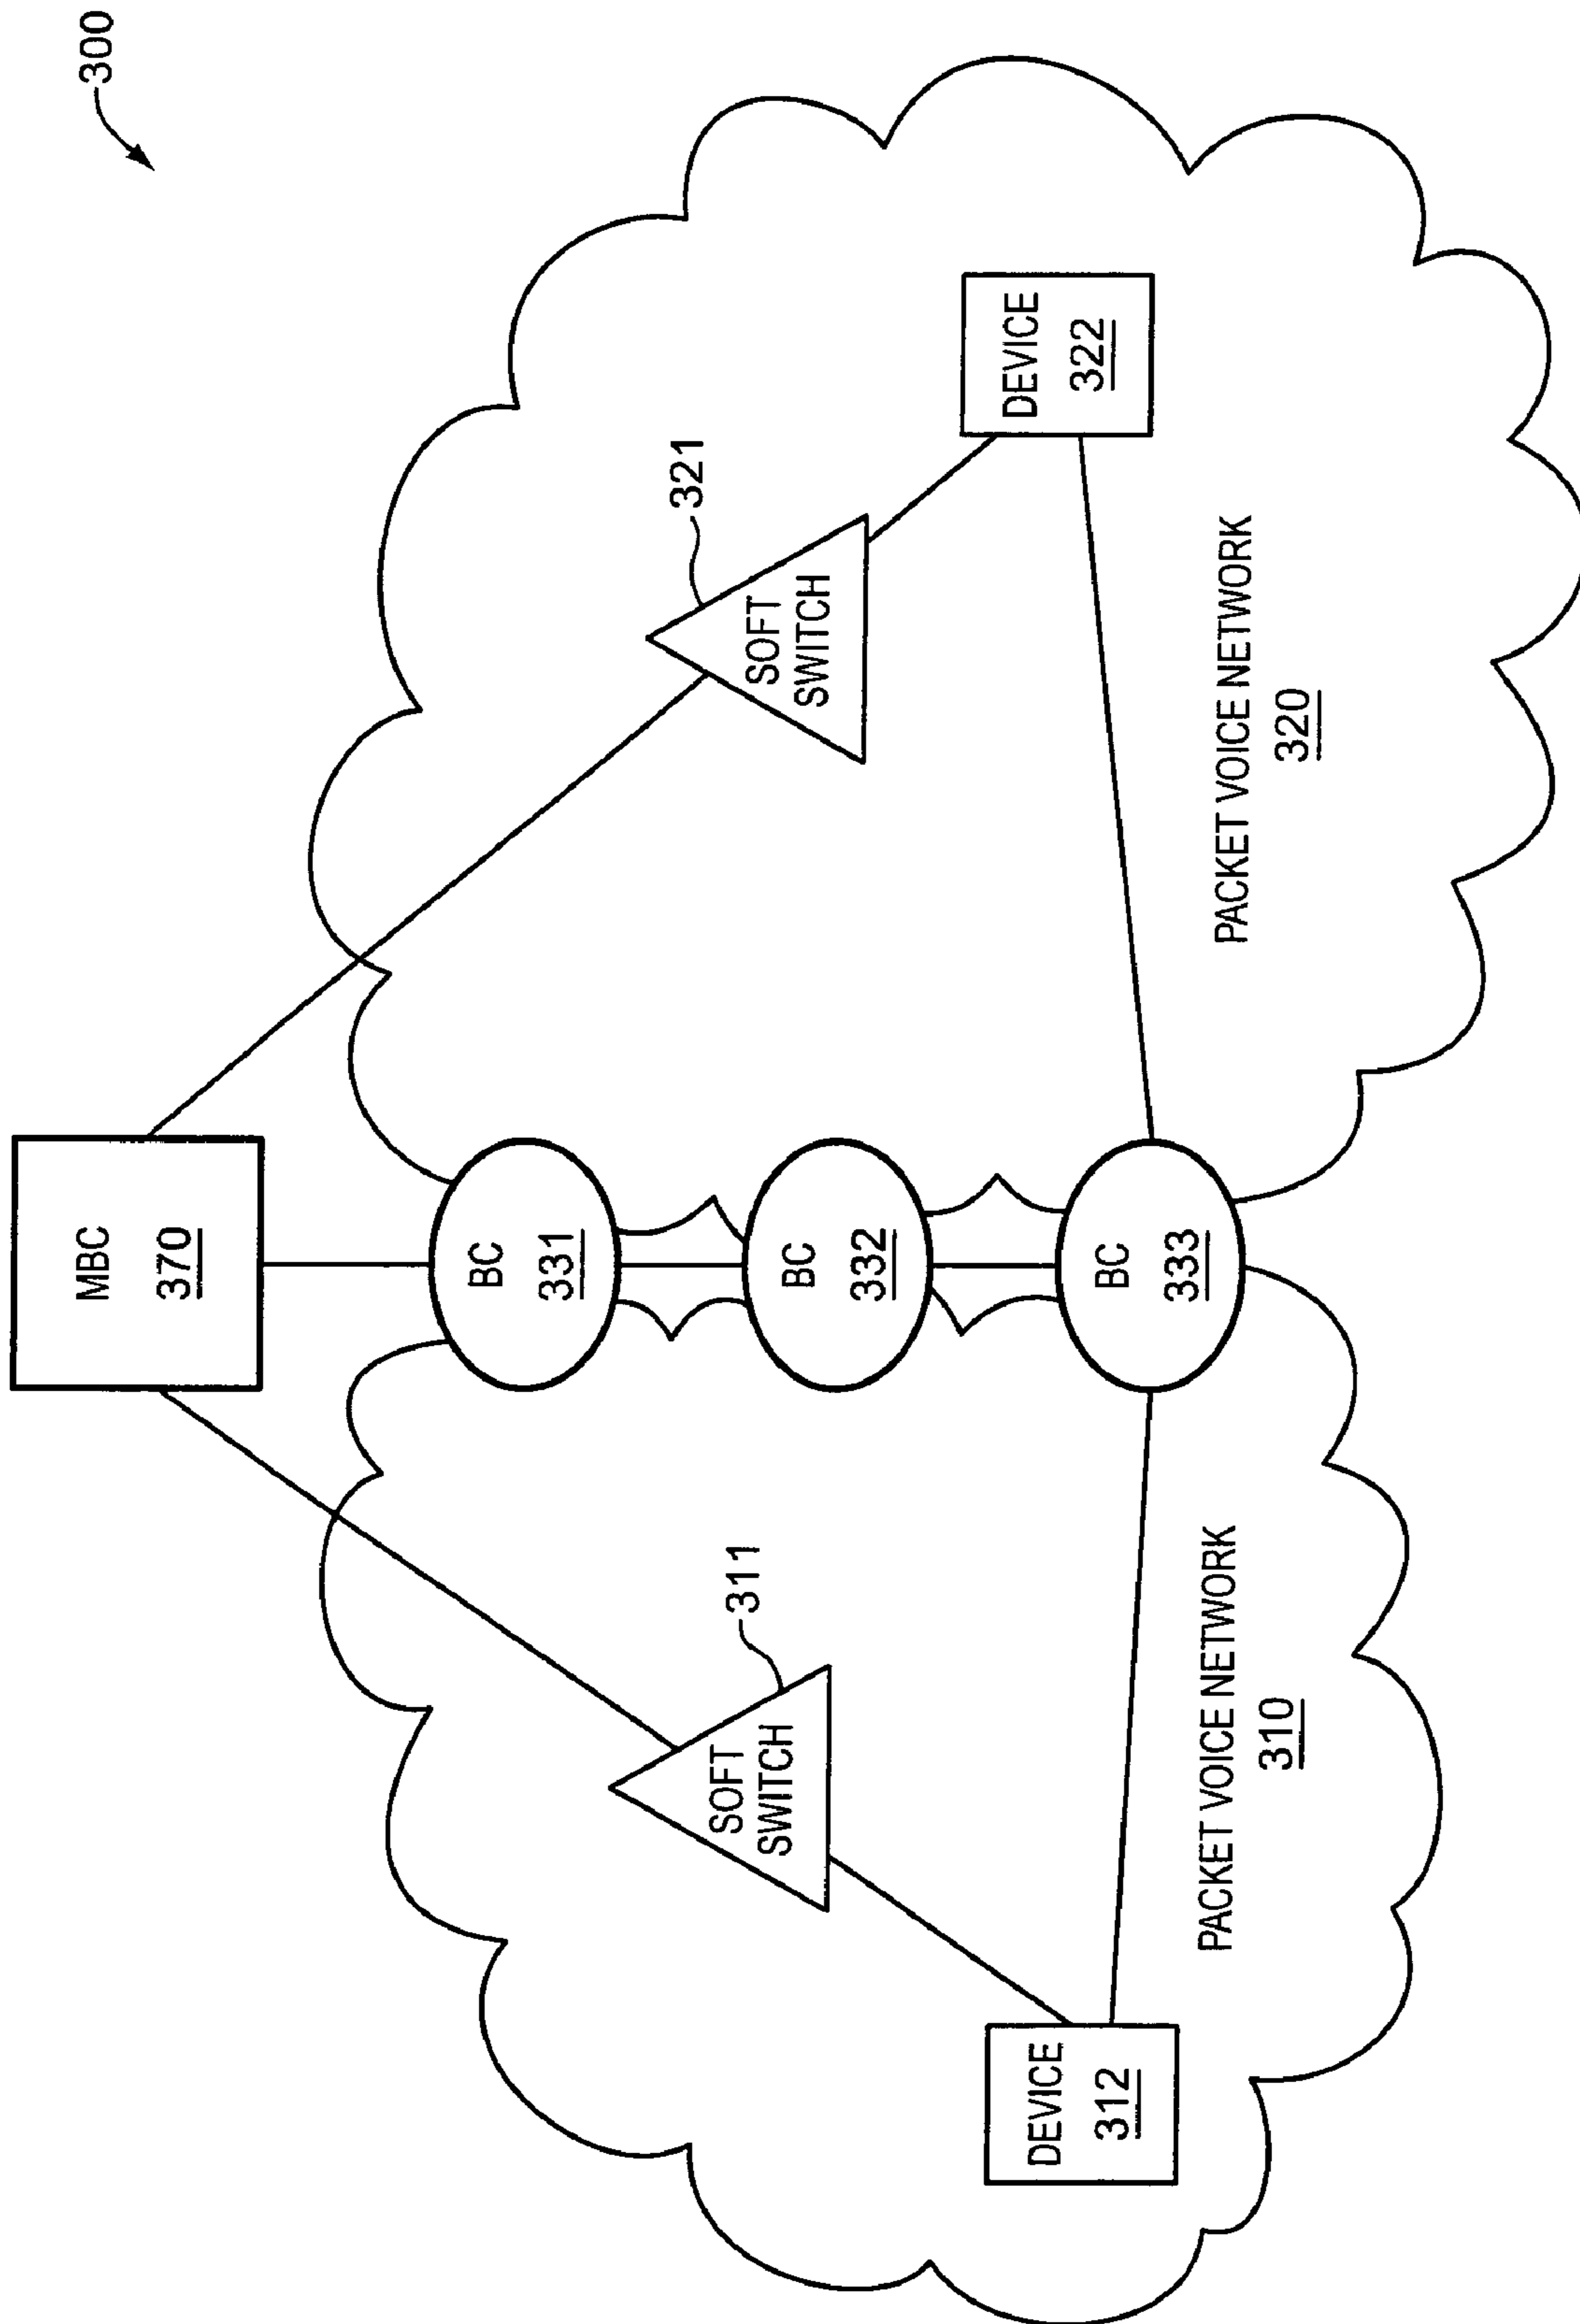 300
MBC
370
BC
331
BC
332
BC
333
311
SOFT
SWITCH
321
SOFT
SWITCH
DEVICE
312
DEVICE
322
PACKET VOICE NETWORK
310
PACKET VOICE NETWORK
320